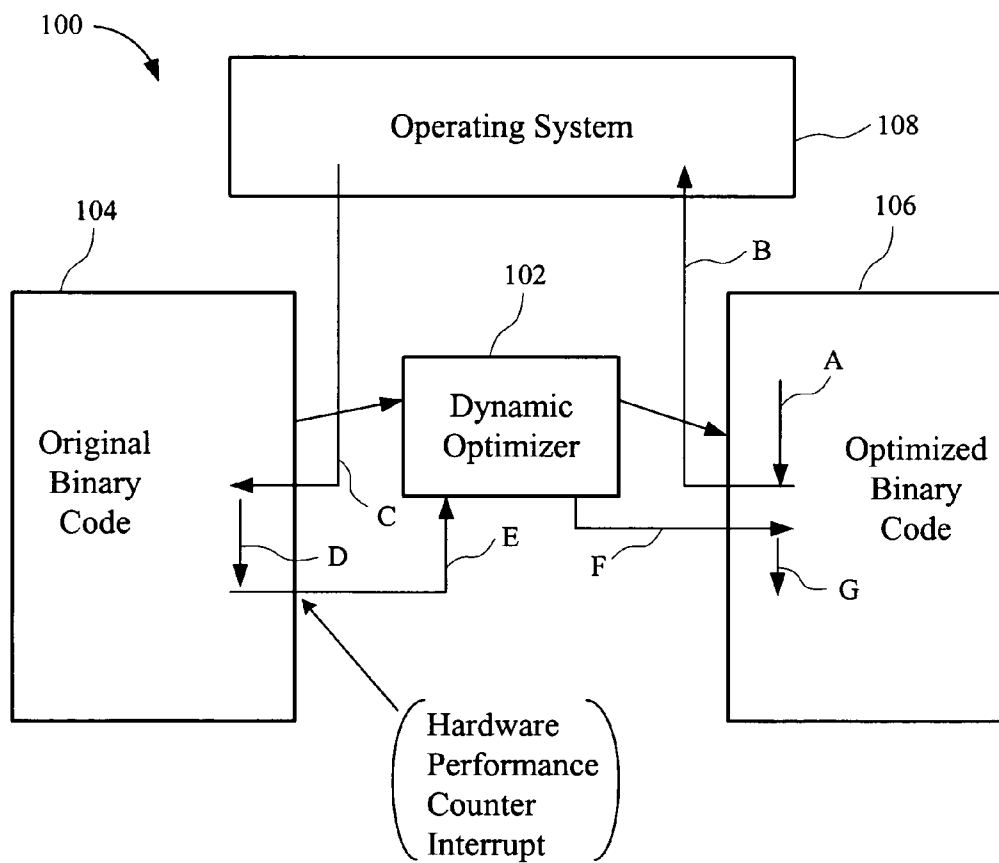 100
Operating System
108
104
106
B
102
A
Dynamic
Optimizer
Original
Binary
Code
Optimized
Binary
Code
C
D
E
F
G
Hardware
Performance
Counter
Interrupt